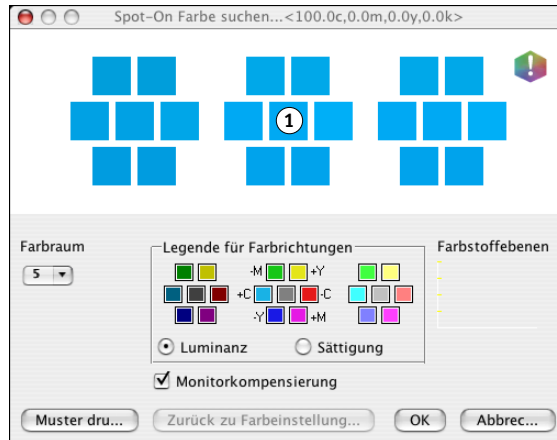 Spot-On Farbe suchen...<100.0c,0.0m,0.0y,0.0k>
!
1
Farbraum
Legende für Farbrichtungen
Farbstoffebenen
5
-M +Y
+C -C
-Y +M
Luminanz Sättigung
Monitorkompensierung
Muster dru... Zurück zu Farbeinstellung... OK Abbrec...